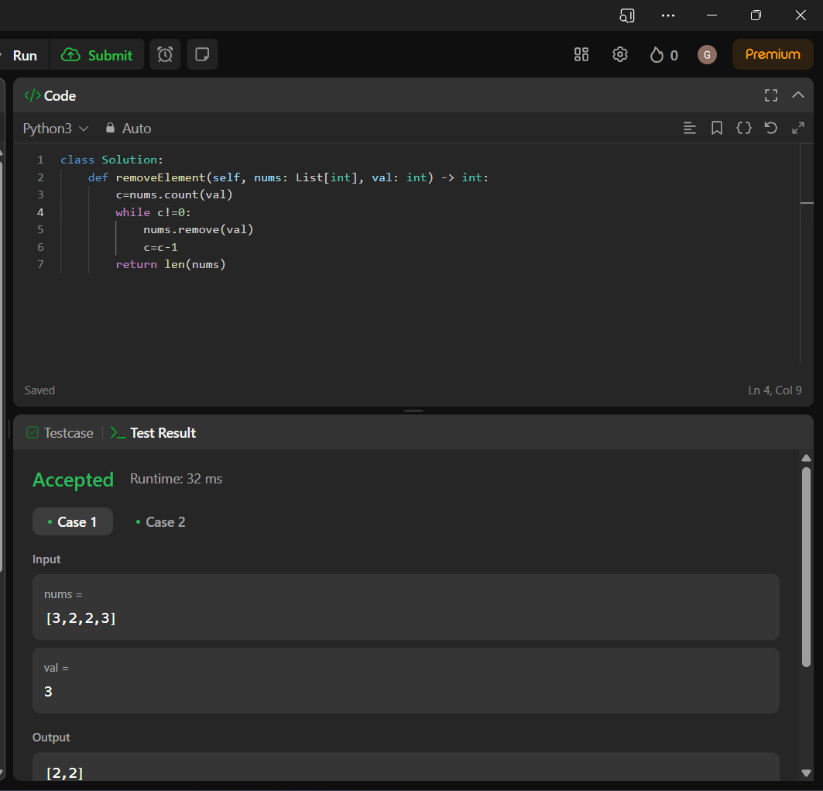 Run Submit 0 G Premium
</> Code
Python3 Auto
1 class Solution:
2 def removeElement(self, nums: List[int], val: int) -> int:
3 c=nums.count(val)
4 while c!=0:
5 nums.remove(val)
6 c=c-1
7 return len(nums)
Saved Ln 4, Col 9
Testcase >_ Test Result
Accepted Runtime: 32 ms
• Case 1 • Case 2
Input
nums =
[3,2,2,3]
val =
3
Output
[2,2]